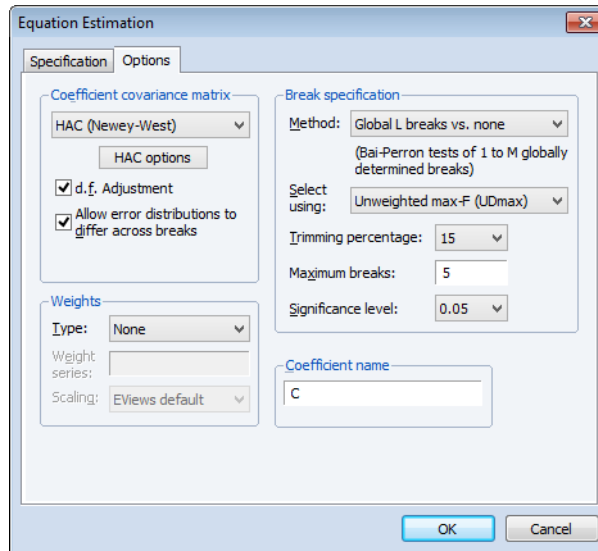 Equation Estimation
Specification
Options
Coefficient covariance matrix
HAC (Newey-West)
HAC options
d.f. Adjustment
Allow error distributions to
differ across breaks
Weights
Type: None
Weight
series:
Scaling: EViews default
Break specification
Method: Global L breaks vs. none
(Bai-Perron tests of 1 to M globally
determined breaks)
Select
using: Unweighted max-F (UDmax)
Trimming percentage: 15
Maximum breaks: 5
Significance level: 0.05
Coefficient name
C
OK
Cancel